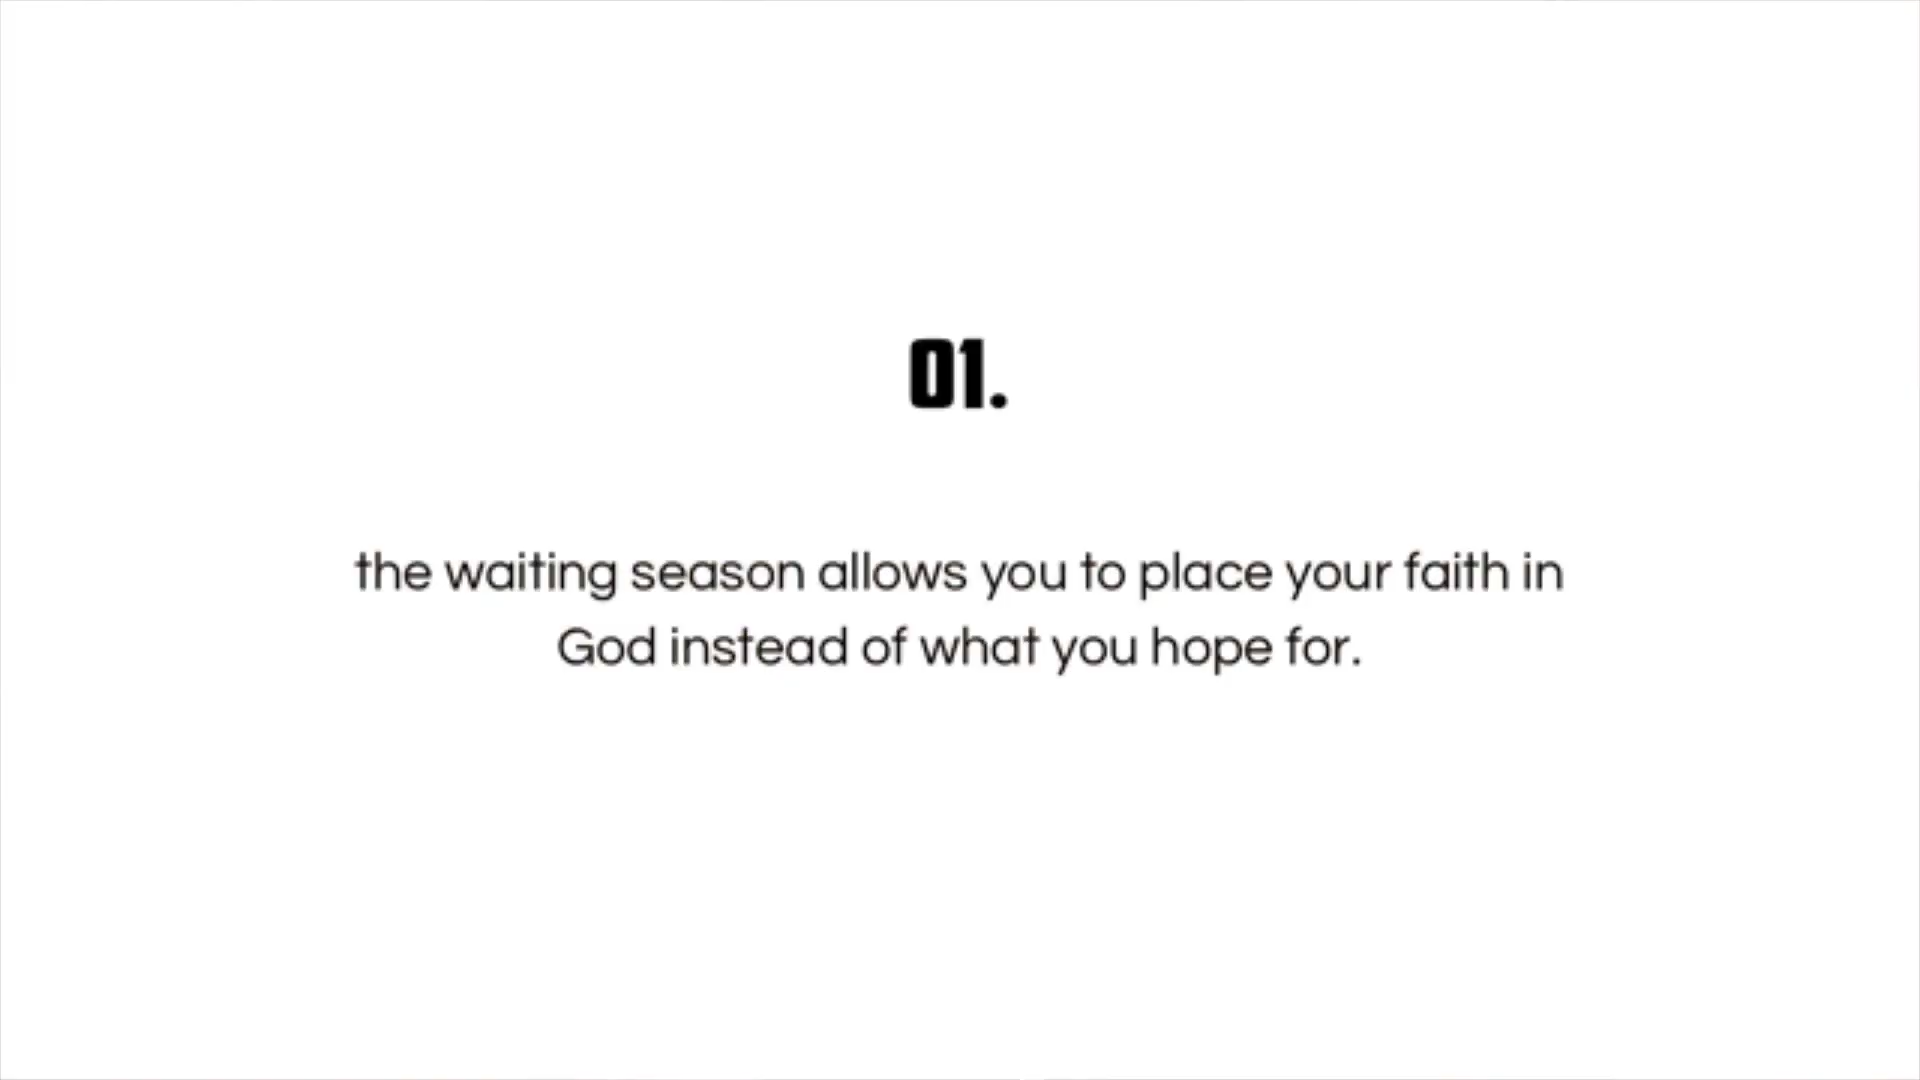 01.
the waiting season allows you to place your faith in
God instead of what you hope for.